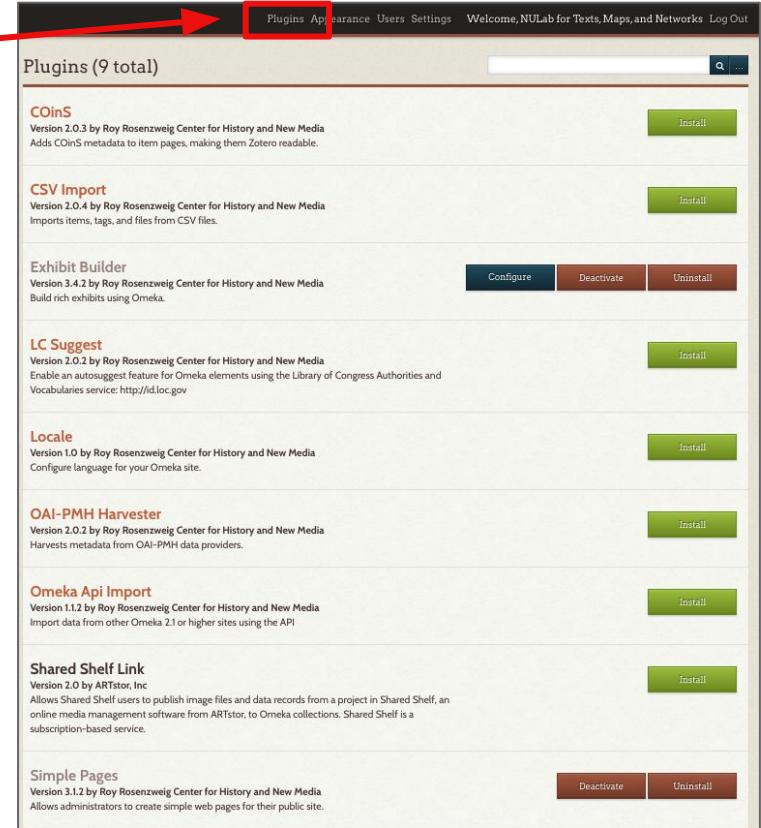 Plugins Appearance Users Settings Welcome, NULab for Texts, Maps, and Networks Log Out
Plugins (9 total)
...
COinS
Version 2.0.3 by Roy Rosenzweig Center for History and New Media
Adds COinS metadata to item pages, making them Zotero readable.
Install
CSV Import
Version 2.0.4 by Roy Rosenzweig Center for History and New Media
Imports items, tags, and files from CSV files.
Install
Exhibit Builder
Version 3.4.2 by Roy Rosenzweig Center for History and New Media
Build rich exhibits using Omeka.
Configure Deactivate Uninstall
LC Suggest
Version 2.0.2 by Roy Rosenzweig Center for History and New Media
Enable an autosuggest feature for Omeka elements using the Library of Congress Authorities and
Vocabularies service: http://id.loc.gov
Install
Locale
Version 1.0 by Roy Rosenzweig Center for History and New Media
Configure language for your Omeka site.
Install
OAI-PMH Harvester
Version 2.0.2 by Roy Rosenzweig Center for History and New Media
Harvests metadata from OAI-PMH data providers.
Install
Omeka Api Import
Version 1.1.2 by Roy Rosenzweig Center for History and New Media
Import data from other Omeka 2.1 or higher sites using the API
Install
Shared Shelf Link
Version 2.0 by ARTstor, Inc
Allows Shared Shelf users to publish image files and data records from a project in Shared Shelf, an
online media management software from ARTstor, to Omeka collections. Shared Shelf is a
subscription-based service.
Install
Simple Pages
Version 3.1.2 by Roy Rosenzweig Center for History and New Media
Allows administrators to create simple web pages for their public site.
Deactivate Uninstall